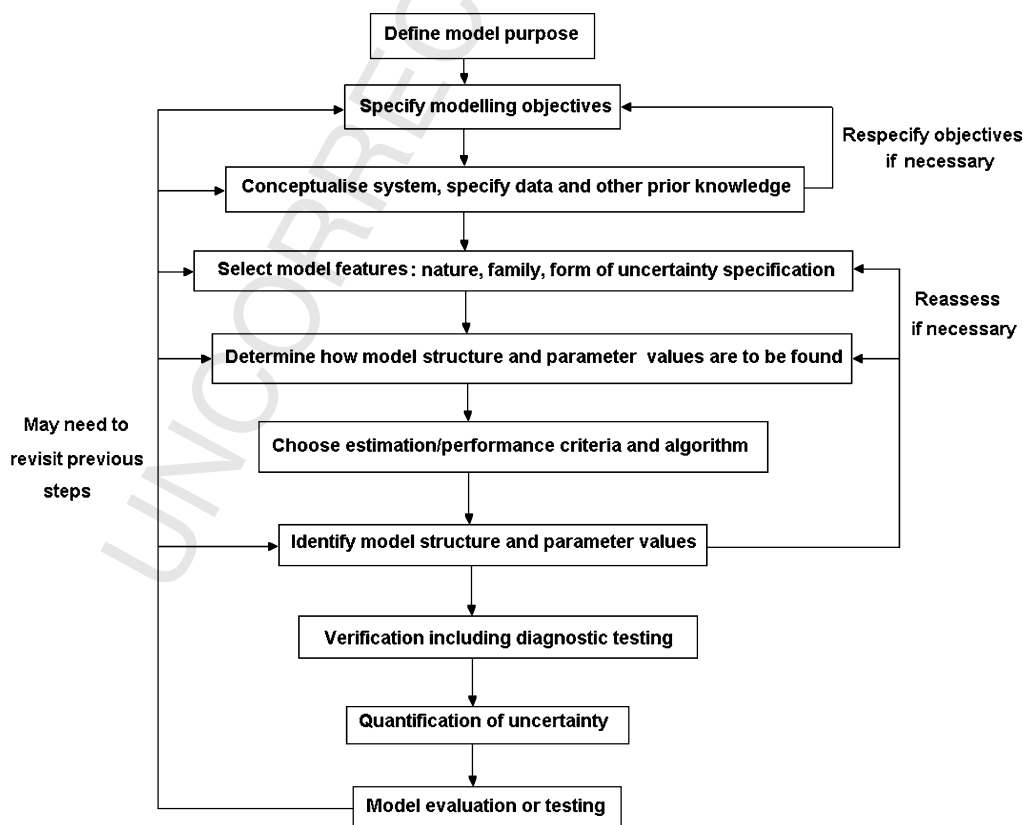 Define model purpose
Specify modelling objectives
Respecify objectives
if necessary
Conceptualise system, specify data and other prior knowledge
Select model features: nature, family, form of uncertainty specification
Reassess
if necessary
Determine how model structure and parameter values are to be found
May need to
revisit previous
steps
Choose estimation/performance criteria and algorithm
Identify model structure and parameter values
Verification including diagnostic testing
Quantification of uncertainty
Model evaluation or testing
UNCORREC